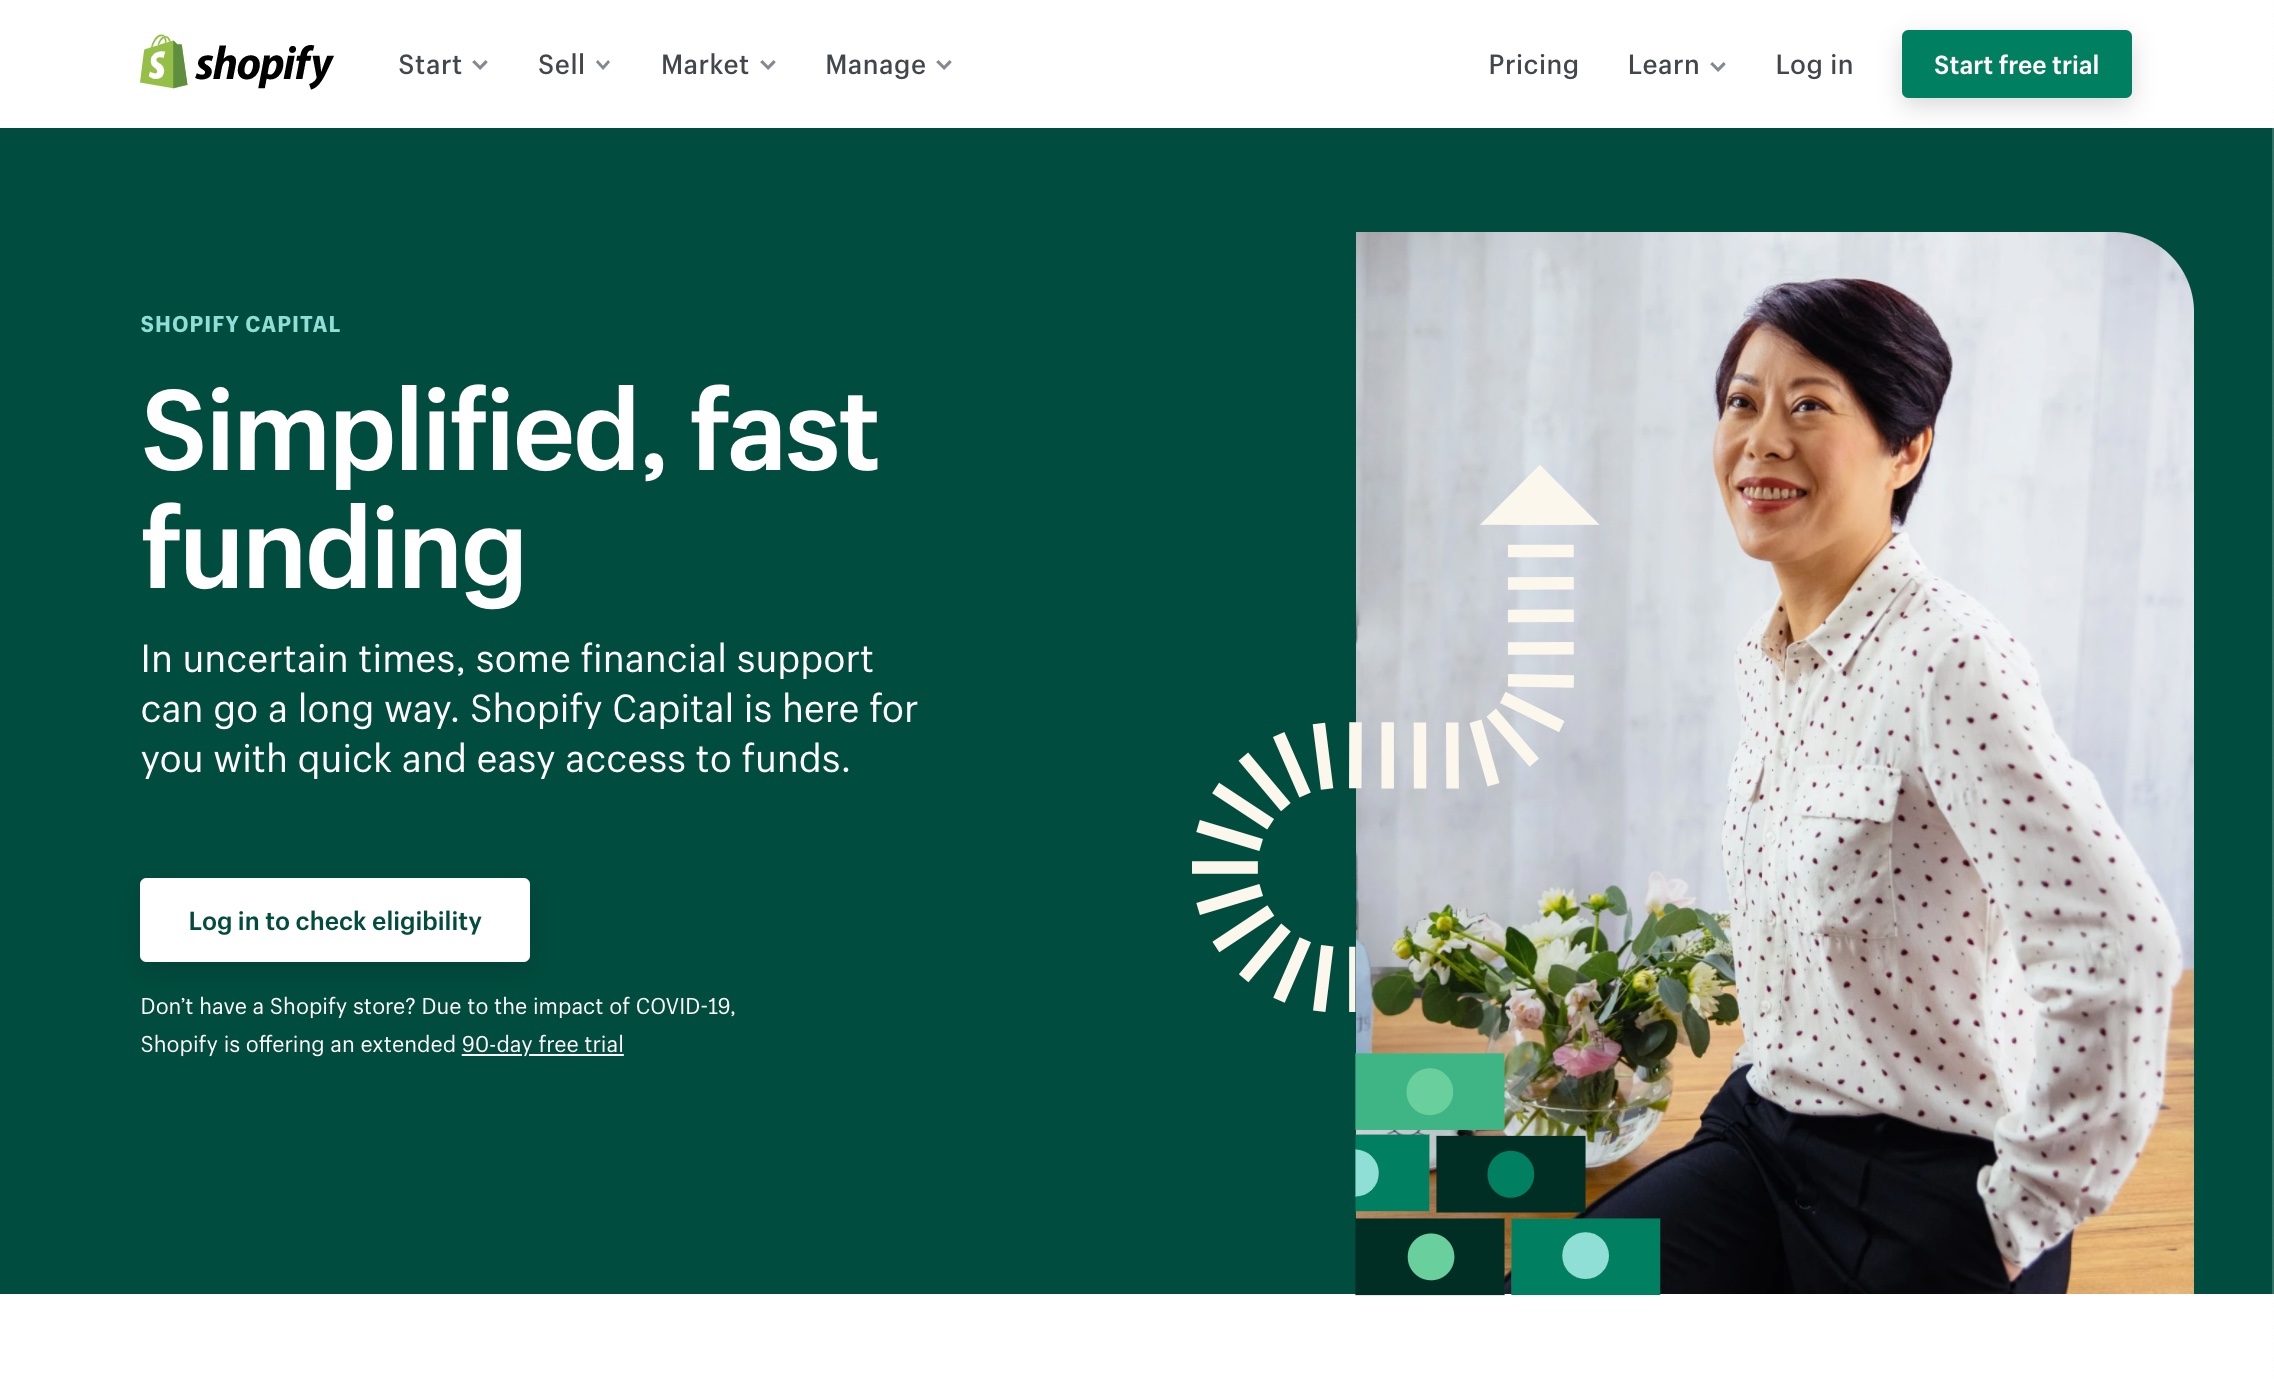 shopify
Start
Sell
Market
Manage
Pricing
Learn
Log in
Start free trial
SHOPIFY CAPITAL
Simplified, fast
funding
In uncertain times, some financial support
can go a long way. Shopify Capital is here for
you with quick and easy access to funds.
Log in to check eligibility
Don’t have a Shopify store? Due to the impact of COVID-19,
Shopify is offering an extended 90-day free trial